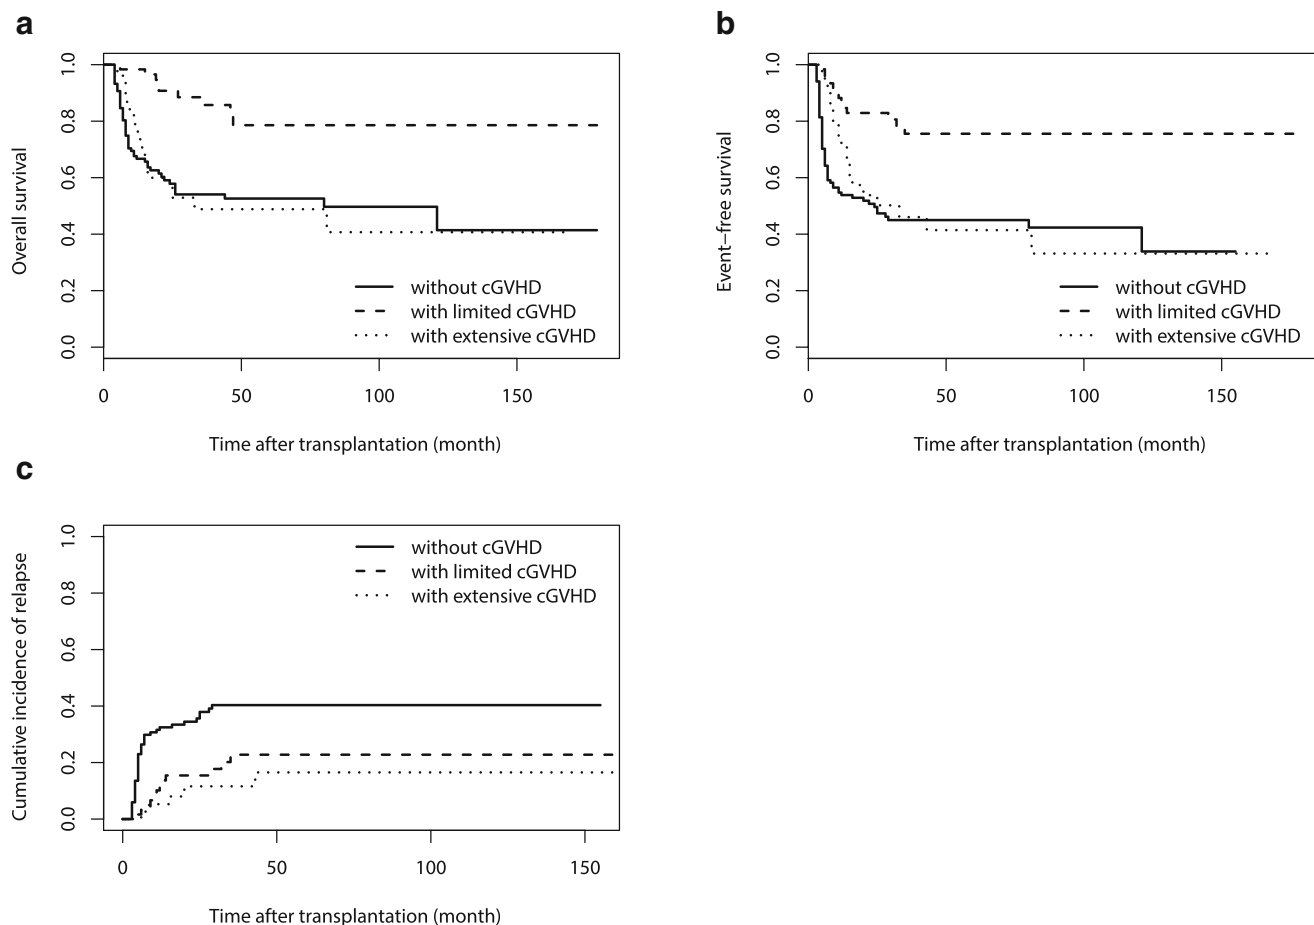 a
1.0
0.8
0.6
0.4
0.2
0.0
Overall survival
without cGVHD
with limited cGVHD
with extensive cGVHD
0 50 100 150
Time after transplantation (month)
b
1.0
0.8
0.6
0.4
0.2
0.0
Event−free survival
without cGVHD
with limited cGVHD
with extensive cGVHD
0 50 100 150
Time after transplantation (month)
c
1.0
0.8
0.6
0.4
0.2
0.0
Cumulative incidence of relapse
without cGVHD
with limited cGVHD
with extensive cGVHD
0 50 100 150
Time after transplantation (month)